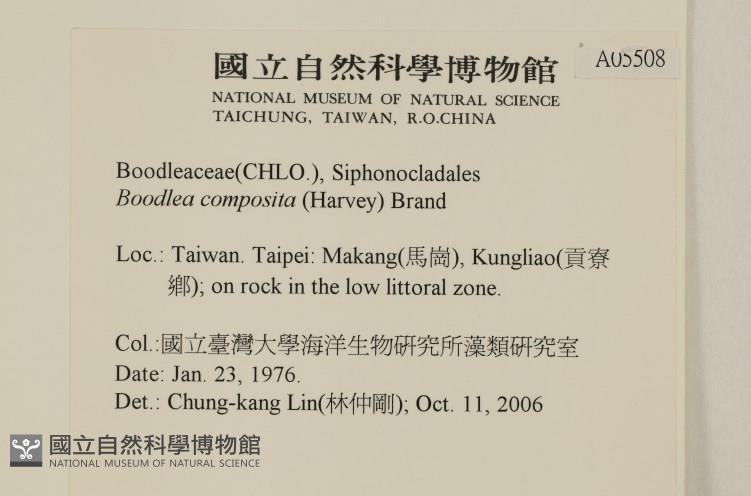 國立自然科學博物館
A05508
NATIONAL MUSEUM OF NATURAL SCIENCE
TAICHUNG, TAIWAN, R.O.CHINA
Boodleaceae(CHLO.), Siphonocladales
Boodlea composita (Harvey) Brand
Loc.: Taiwan. Taipei: Makang(馬崗), Kungliao(貢寮
鄉); on rock in the low littoral zone.
Col.:國立臺灣大學海洋生物研究所藻類研究室
Date: Jan. 23, 1976.
Det.: Chung-kang Lin(林仲剛); Oct. 11, 2006
國立自然科學博物館
NATIONAL MUSEUM OF NATURAL SCIENCE